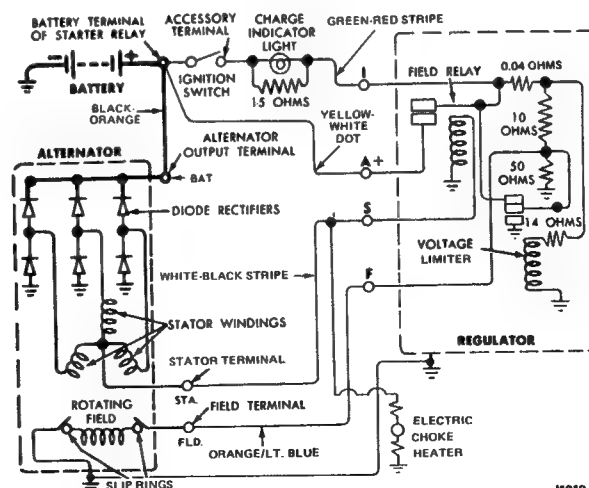 BATTERY TERMINAL
OF STARTER RELAY
ACCESSORY
TERMINAL
CHARGE
INDICATOR
LIGHT
GREEN-RED STRIPE
BATTERY
IGNITION
SWITCH
1.5 OHMS
I
FIELD RELAY
0.04 OHMS
BLACK-
ORANGE
YELLOW-
WHITE
DOT
10
OHMS
ALTERNATOR
ALTERNATOR
OUTPUT TERMINAL
BAT
A+
50
OHMS
DIODE RECTIFIERS
S
14 OHMS
VOLTAGE
LIMITER
WHITE-BLACK STRIPE
F
STATOR WINDINGS
REGULATOR
STATOR TERMINAL
STA.
ROTATING
FIELD
FIELD TERMINAL
FLD.
ORANGE/LT. BLUE
ELECTRIC
CHOKE
HEATER
SLIP RINGS